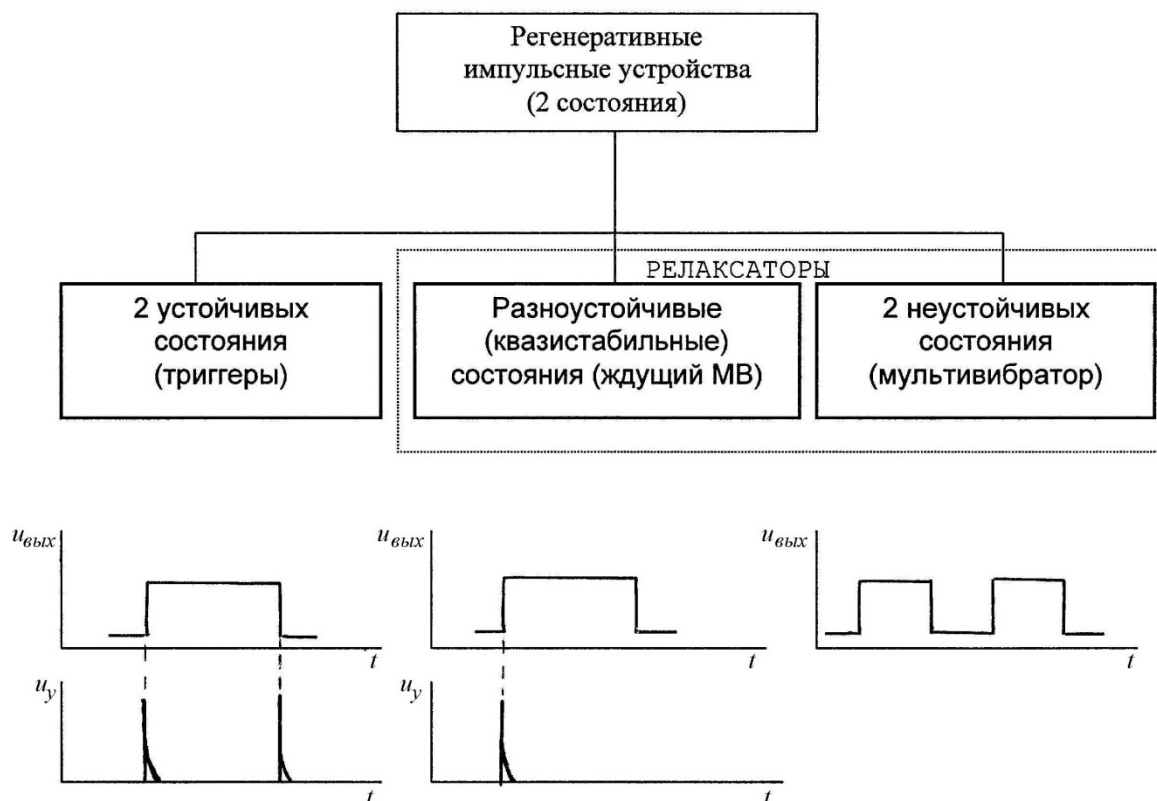 Регенеративные
импульсные устройства
(2 состояния)
РЕЛАКСАТОРЫ
2 устойчивых
состояния
(триггеры)
Разноустойчивые
(квазистабильные)
состояния (ждущий МВ)
2 неустойчивых
состояния
(мультивибратор)
uвых
t
uвых
t
uвых
t
uу
t
uу
t